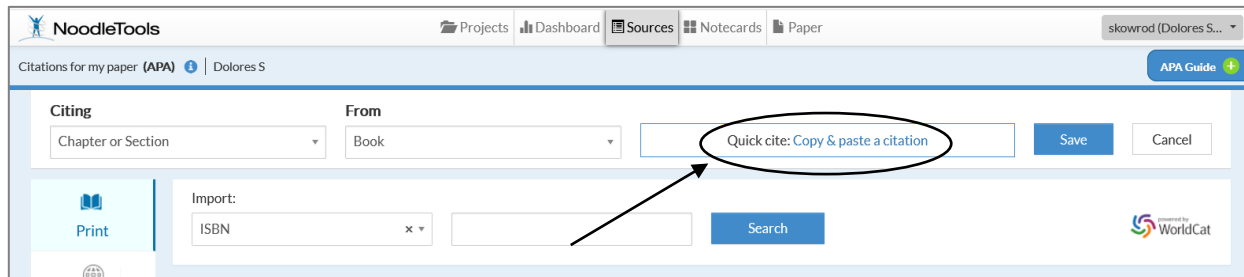 NoodleTools Projects Dashboard Sources Notecards Paper skowrod (Dolores S...
Citations for my paper (APA) Dolores S APA Guide
Citing From
Chapter or Section Book Quick cite: Copy & paste a citation Save Cancel
Print
Import:
ISBN Search
powered by
WorldCat